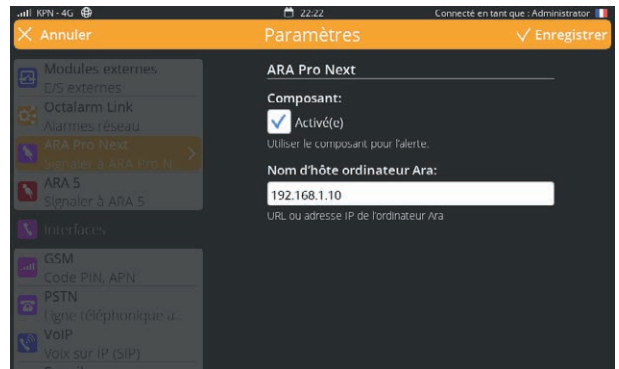 KPN - 4G 22:22 Connecté en tant que : Administrator
Annuler Paramètres Enregistrer
Modules externes
E/S externes
Octalarm Link
Alarmes réseau
ARA Pro Next
Signaler à ARA Pro N...
ARA 5
Signaler à ARA 5
Interfaces
GSM
Code PIN, APN
PSTN
Ligne téléphonique a...
VoIP
Voix sur IP (SIP)
ARA Pro Next
Composant:
Activé(e)
Utiliser le composant pour l'alerte.
Nom d'hôte ordinateur Ara:
192.168.1.10
URL ou adresse IP de l'ordinateur Ara